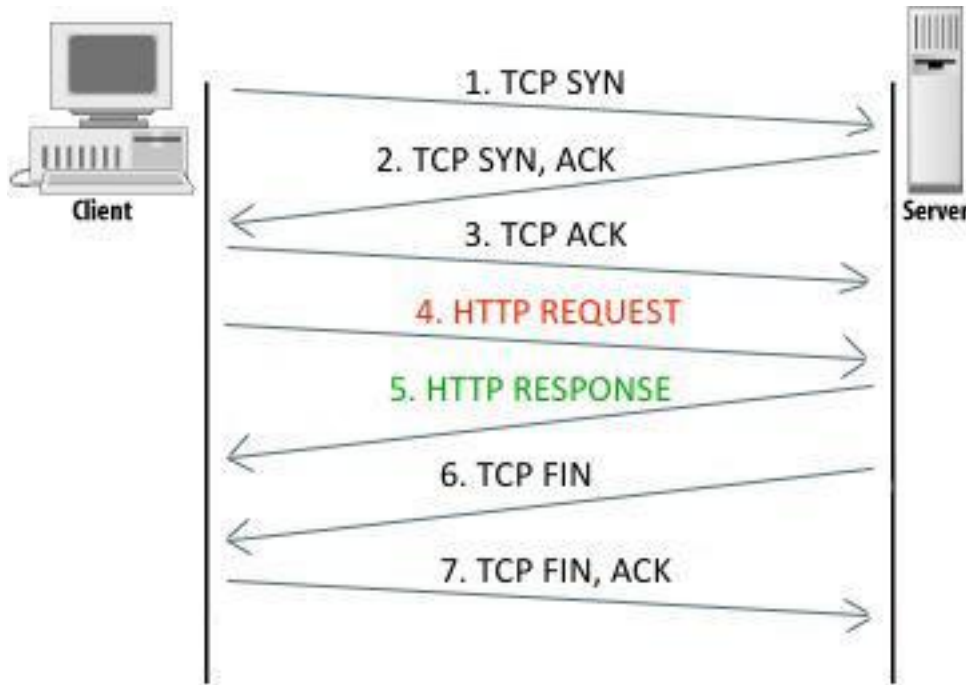 1. TCP SYN
2. TCP SYN, ACK
Client
Server
3. TCP ACK
4. HTTP REQUEST
5. HTTP RESPONSE
6. TCP FIN
7. TCP FIN, ACK